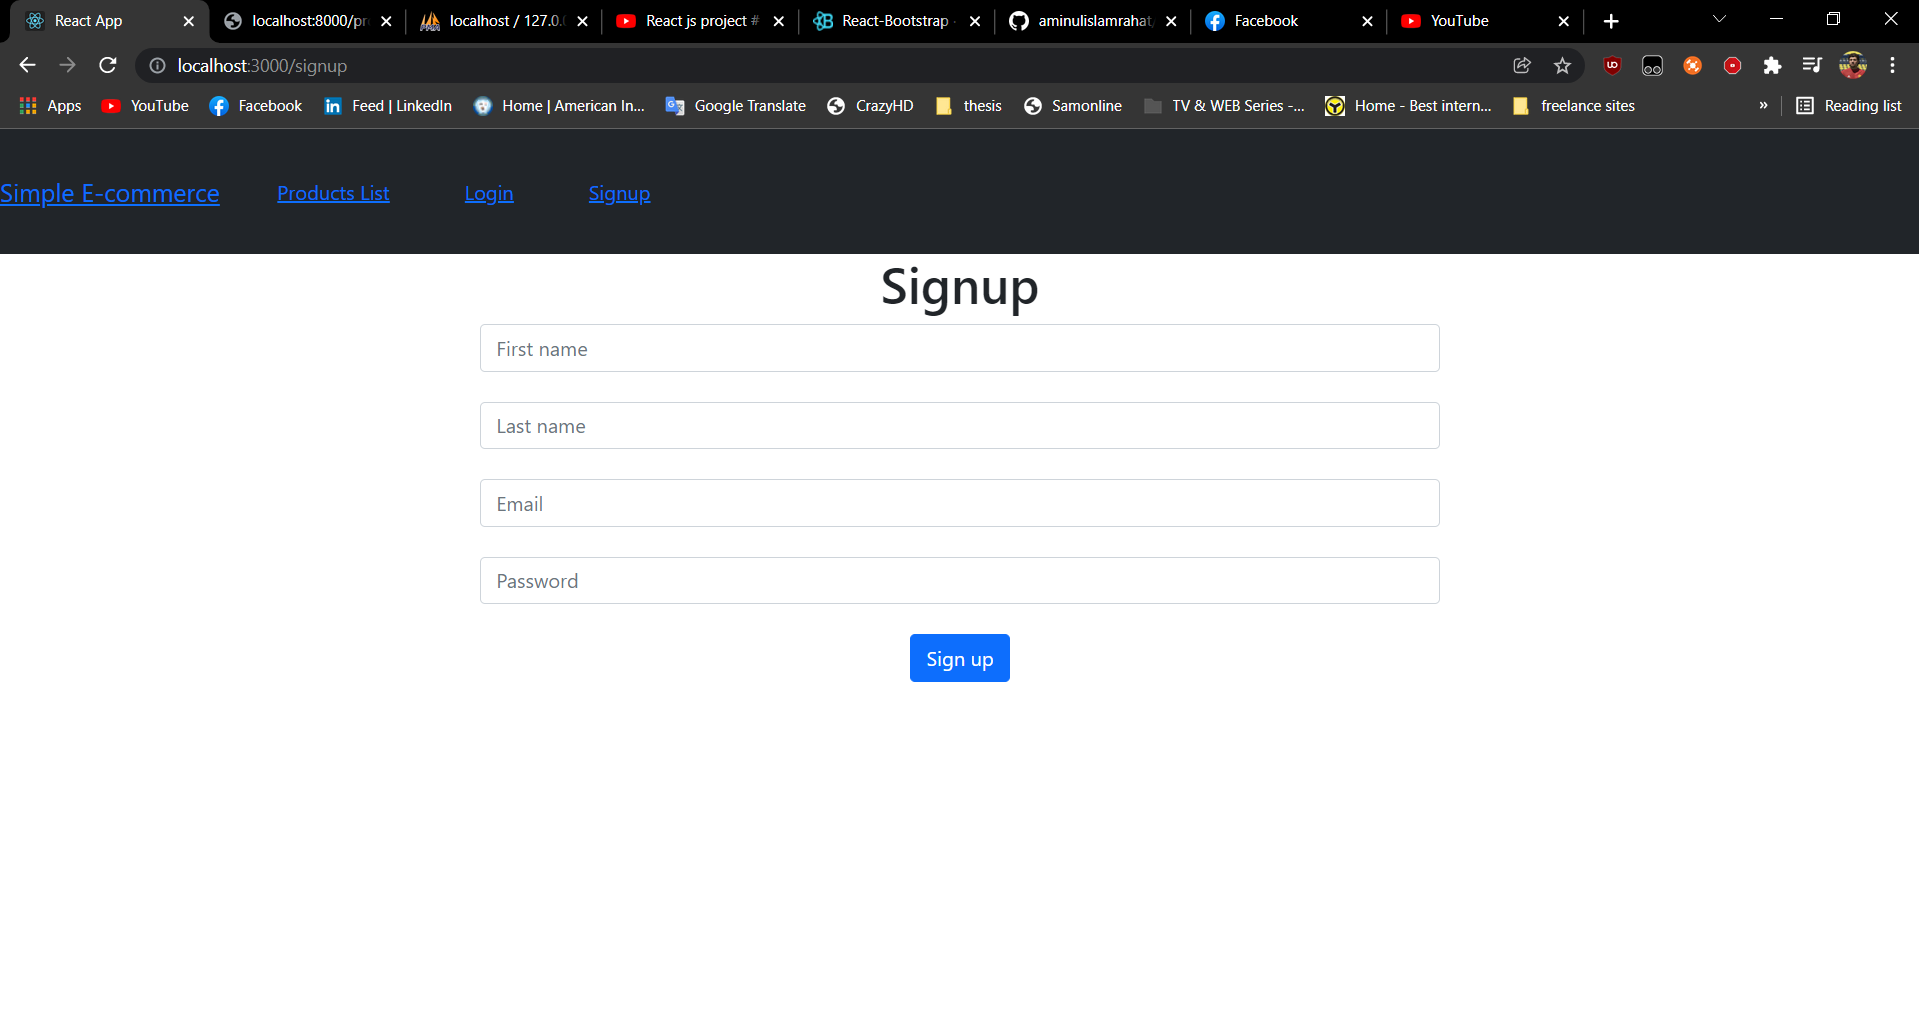 React App localhost:8000/pr localhost / 127.0.0 React js project # React-Bootstrap aminulislamrahat Facebook YouTube
localhost:3000/signup
Apps YouTube Facebook Feed | LinkedIn Home | American In... Google Translate CrazyHD thesis Samonline TV & WEB Series -... Home - Best intern... freelance sites » Reading list
Simple E-commerce Products List Login Signup
Signup
First name
Last name
Email
Password
Sign up